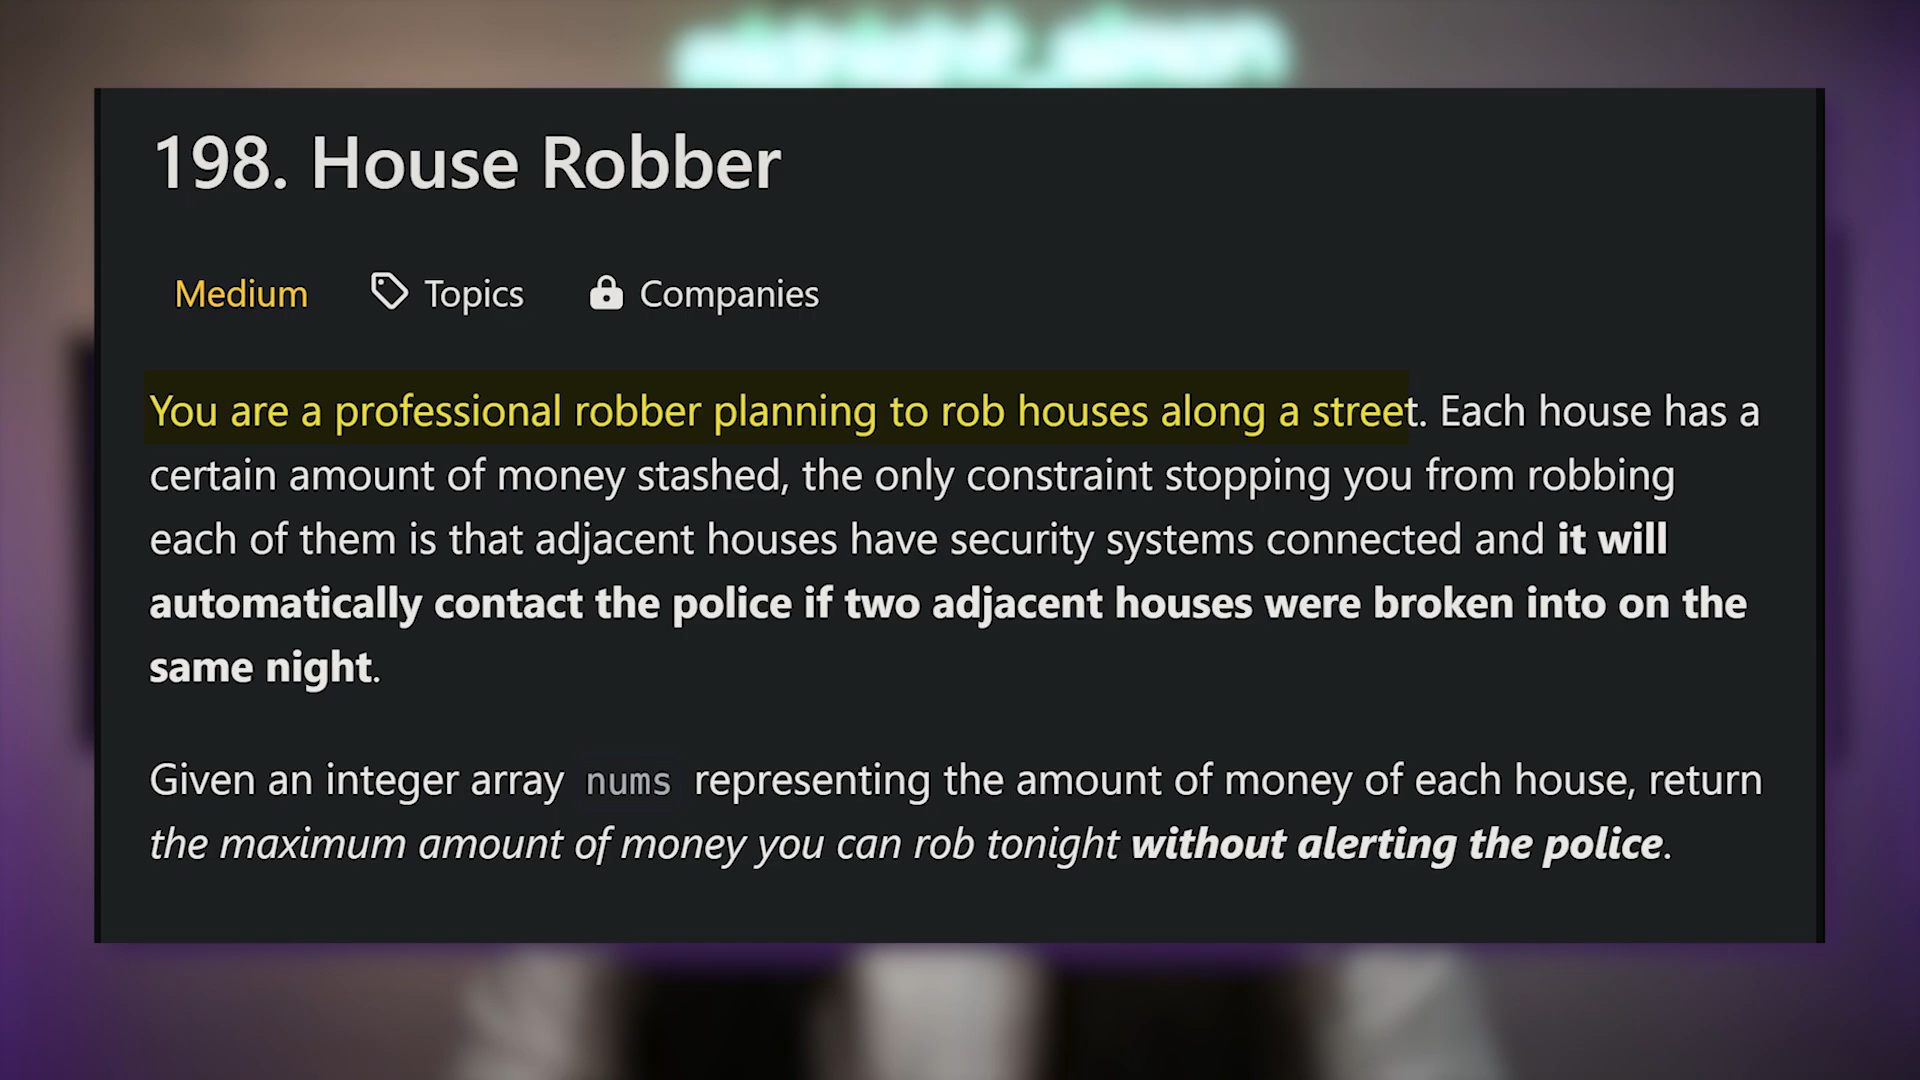 198. House Robber
Medium Topics Companies
You are a professional robber planning to rob houses along a street. Each house has a
certain amount of money stashed, the only constraint stopping you from robbing
each of them is that adjacent houses have security systems connected and it will
automatically contact the police if two adjacent houses were broken into on the
same night.
Given an integer array nums representing the amount of money of each house, return
the maximum amount of money you can rob tonight without alerting the police.